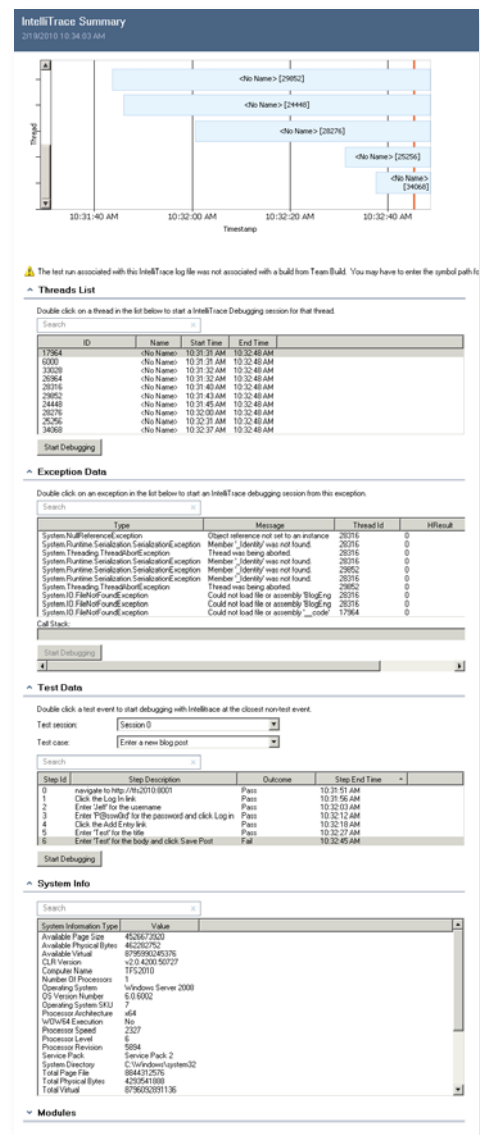 IntelliTrace Summary
2/19/2010 10:34:03 AM
<No Name> [29852]
<No Name> [24448]
<No Name> [28276]
<No Name> [25256]
<No Name>
[34068]
Thread
10:31:40 AM 10:32:00 AM 10:32:20 AM 10:32:40 AM
Timestamp
The test run associated with this IntelliTrace log file was not associated with a build from Team Build. You may have to enter the symbol path fo
Threads List
Double click on a thread in the list below to start a IntelliTrace Debugging session for that thread.
Search
ID Name Start Time End Time
17964 <No Name> 10:31:31 AM 10:32:48 AM
6000 <No Name> 10:31:31 AM 10:32:48 AM
33028 <No Name> 10:31:32 AM 10:32:48 AM
26964 <No Name> 10:31:32 AM 10:32:48 AM
28316 <No Name> 10:31:40 AM 10:32:48 AM
29852 <No Name> 10:31:43 AM 10:32:48 AM
24448 <No Name> 10:31:45 AM 10:32:48 AM
28276 <No Name> 10:32:00 AM 10:32:48 AM
25256 <No Name> 10:32:31 AM 10:32:48 AM
34068 <No Name> 10:32:37 AM 10:32:48 AM
Start Debugging
Exception Data
Double click on an exception in the list below to start an IntelliTrace debugging session from this exception.
Search
Type Message Thread Id HResult
System.NullReferenceException Object reference not set to an instance 28316 0
System.Runtime.Serialization.SerializationException Member '_Identity' was not found. 28316 0
System.Threading.ThreadAbortException Thread was being aborted. 28316 0
System.Runtime.Serialization.SerializationException Member '_Identity' was not found. 28316 0
System.Runtime.Serialization.SerializationException Member '_Identity' was not found. 29852 0
System.Runtime.Serialization.SerializationException Member '_Identity' was not found. 28316 0
System.Threading.ThreadAbortException Thread was being aborted. 29852 0
System.IO.FileNotFoundException Could not load file or assembly 'BlogEng 28316 0
System.IO.FileNotFoundException Could not load file or assembly 'BlogEng 28316 0
System.IO.FileNotFoundException Could not load file or assembly '__code' 17964 0
Call Stack:
Start Debugging
Test Data
Double click a test event to start debugging with Intellitrace at the closest non-test event.
Test session: Session 0
Test case: Enter a new blog post
Search
Step Id Step Description Outcome Step End Time
0 navigate to http://tfs2010:8001 Pass 10:31:51 AM
1 Click the Log In link Pass 10:31:56 AM
2 Enter 'Jeff' for the username Pass 10:32:03 AM
3 Enter 'P@ssw0rd' for the password and click Log in Pass 10:32:12 AM
4 Click the Add Entry link. Pass 10:32:18 AM
5 Enter 'Test' for the title Pass 10:32:27 AM
6 Enter 'Test' for the body and click Save Post Fail 10:32:45 AM
Start Debugging
System Info
Search
System Information Type Value
Available Page Size 4526673920
Available Physical Bytes 462282752
Available Virtual 8795990245376
CLR Version v2.0.4200.50727
Computer Name TFS2010
Number Of Processors 1
Operating System Windows Server 2008
OS Version Number 6.0.6002
Operating System SKU 7
Processor Architecture x64
WOW64 Execution No
Processor Speed 2327
Processor Level 6
Processor Revision 5894
Service Pack Service Pack 2
System Directory C:\Windows\system32
Total Page File 8844312576
Total Physical Bytes 4293541888
Total Virtual 8796092891136
Modules